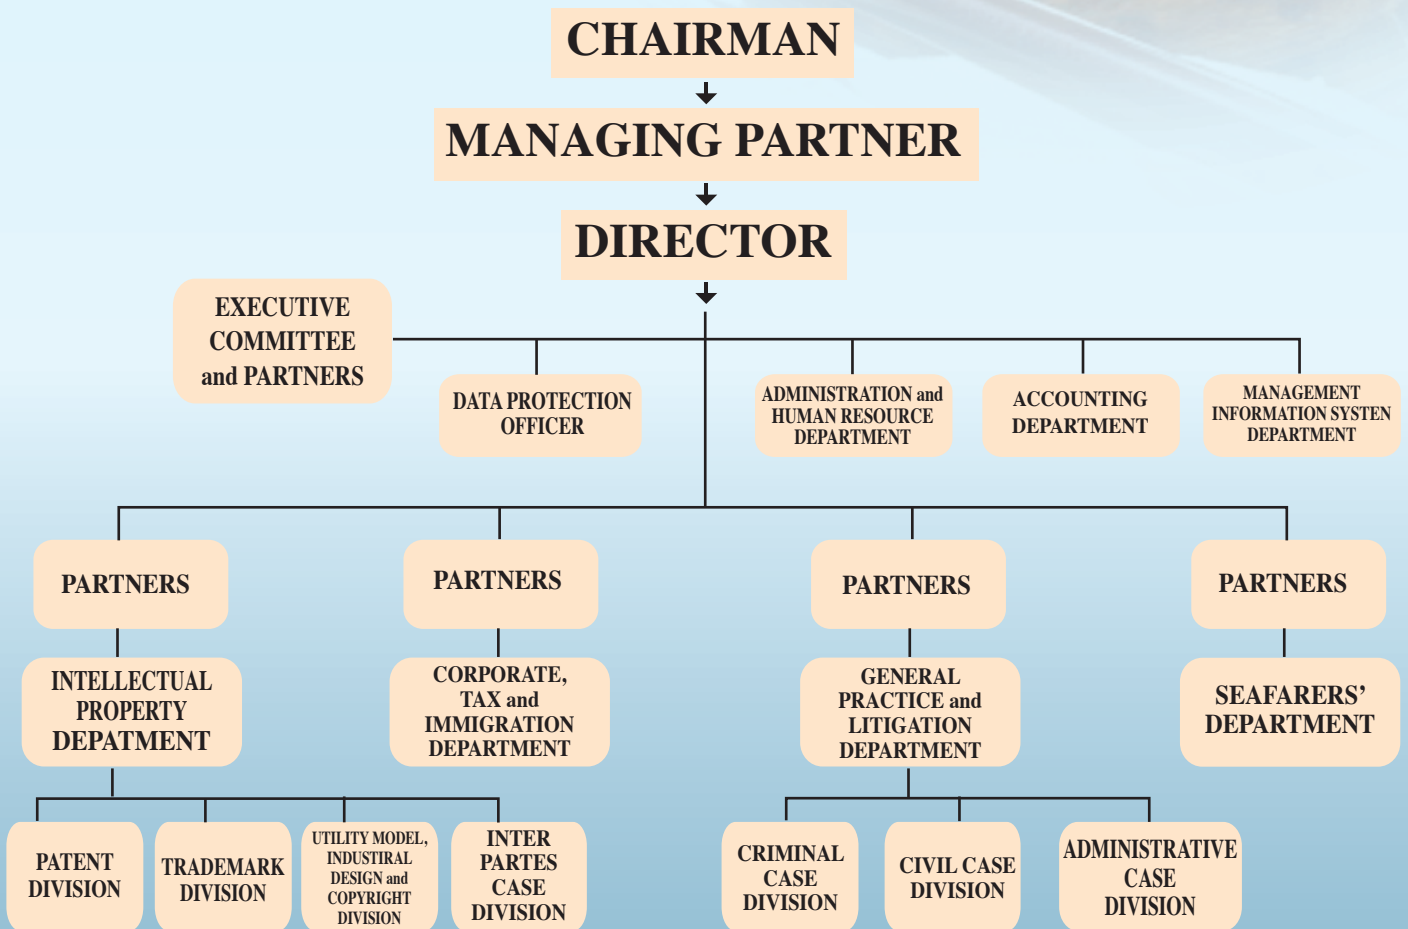 CHAIRMAN
MANAGING PARTNER
DIRECTOR
EXECUTIVE
COMMITTEE
and PARTNERS
DATA PROTECTION
OFFICER
ADMINISTRATION and
HUMAN RESOURCE
DEPARTMENT
ACCOUNTING
DEPARTMENT
MANAGEMENT
INFORMATION SYSTEN
DEPARTMENT
PARTNERS
PARTNERS
PARTNERS
PARTNERS
INTELLECTUAL
PROPERTY
DEPATMENT
CORPORATE,
TAX and
IMMIGRATION
DEPARTMENT
GENERAL
PRACTICE and
LITIGATION
DEPARTMENT
SEAFARERS’
DEPARTMENT
PATENT
DIVISION
TRADEMARK
DIVISION
UTILITY MODEL,
INDUSTIRAL
DESIGN and
COPYRIGHT
DIVISION
INTER
PARTES
CASE
DIVISION
CRIMINAL
CASE
DIVISION
CIVIL CASE
DIVISION
ADMINISTRATIVE
CASE
DIVISION